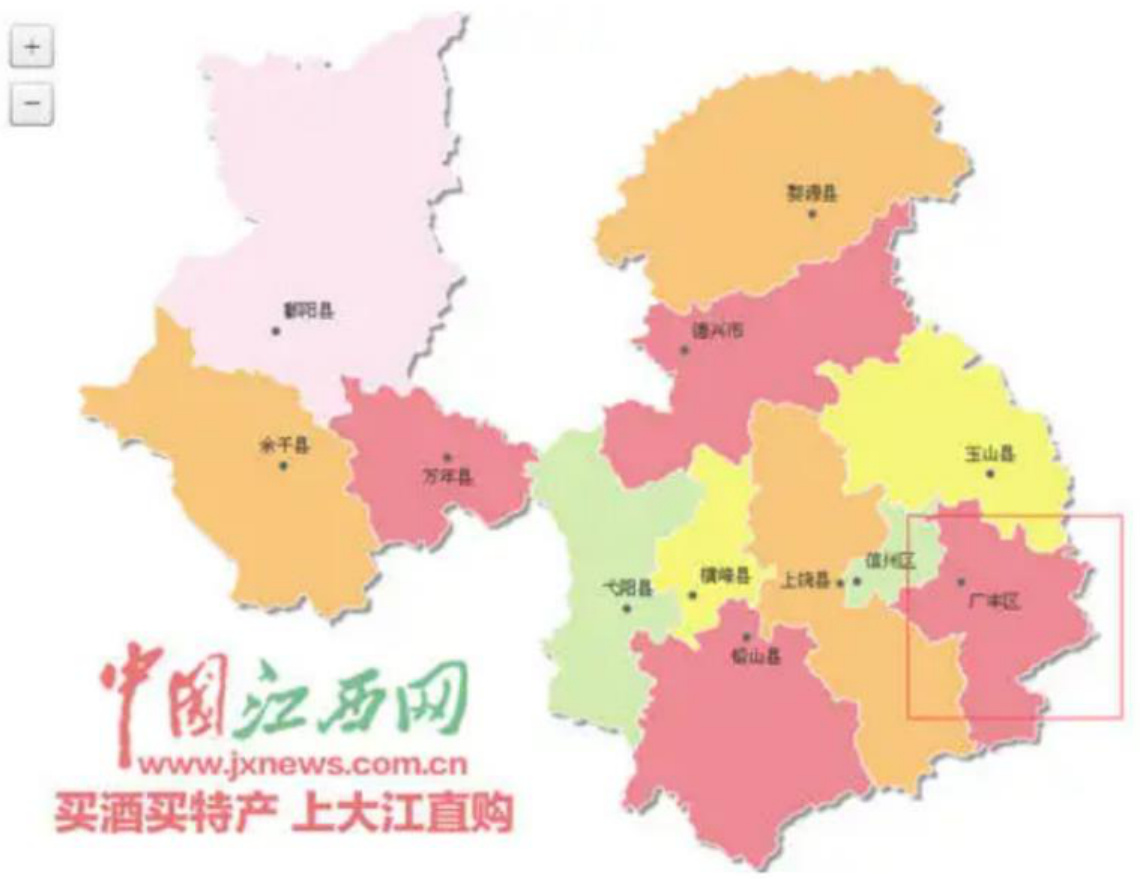 婺源县
鄱阳县
德兴市
余干县
万年县
玉山县
信州区
上饶县
横峰县
弋阳县
广丰区
铅山县
中国江西网
www.jxnews.com.cn
买酒买特产 上大江直购